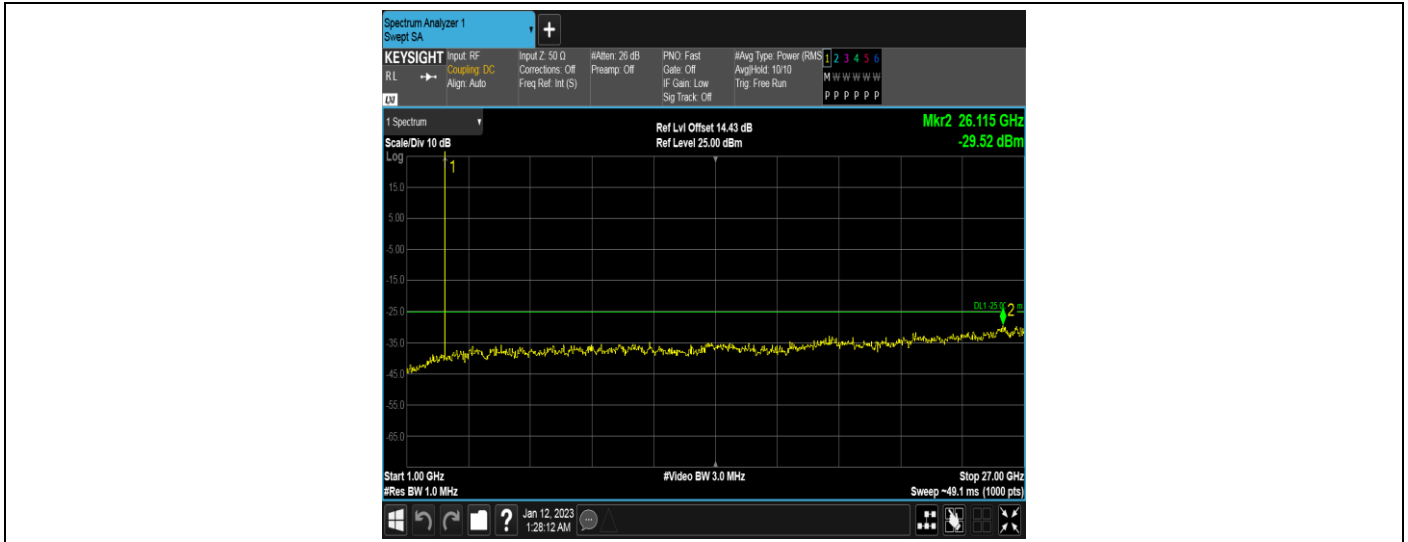 Spectrum Analyzer 1
Swept SA
+
KEYSIGHT
RL
LXI
Input: RF
Coupling: DC
Align: Auto
Input Z: 50 Ω
Corrections: Off
Freq Ref: Int (S)
#Atten: 26 dB
Preamp: Off
PNO: Fast
Gate: Off
IF Gain: Low
Sig Track: Off
#Avg Type: Power (RMS
Avg|Hold: 10/10
Trig: Free Run
1 2 3 4 5 6
M W W W W W
P P P P P P
1 Spectrum
Scale/Div 10 dB
Log
Ref Lvl Offset 14.43 dB
Ref Level 25.00 dBm
Mkr2 26.115 GHz
-29.52 dBm
1
15.0
5.00
-5.00
-15.0
-25.0
DL1 -25.0
m
2
-35.0
-45.0
-55.0
-65.0
Start 1.00 GHz
#Res BW 1.0 MHz
#Video BW 3.0 MHz
Stop 27.00 GHz
Sweep ~49.1 ms (1000 pts)
?
Jan 12, 2023
1:28:12 AM